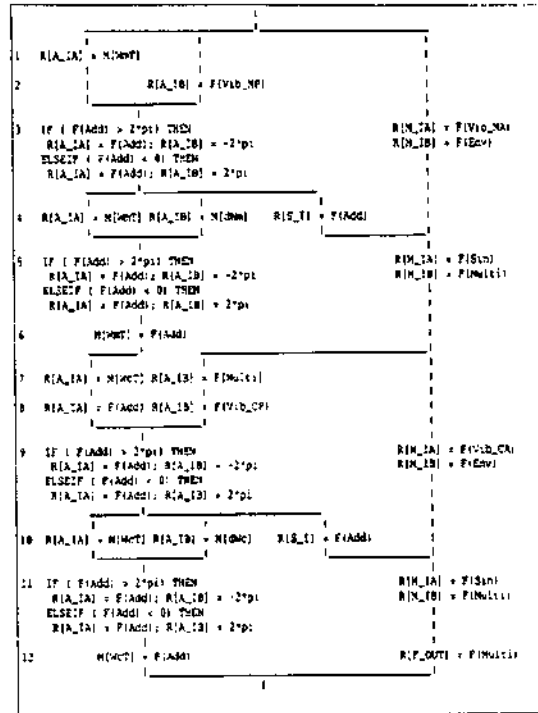 1 R[A_IA] = M[WmT]
2 R[A_IB] = F(Vib_MP)
3 IF ( F(Add) > 2*pi) THEN R[M_IA] = F(Vib_MA)
R[A_IA] = F(Add); R[A_IB] = -2*pi R[M_IB] = F(Env)
ELSEIF ( F(Add) < 0) THEN
R[A_IA] = F(Add); R[A_IB] = 2*pi
4 R[A_IA] = M[WmT] R[A_IB] = M[dWm] R[S_I] = F(Add)
5 IF ( F(Add) > 2*pi) THEN R[M_IA] = F(Sin)
R[A_IA] = F(Add); R[A_IB] = -2*pi R[M_IB] = F(Multi)
ELSEIF ( F(Add) < 0) THEN
R[A_IA] = F(Add); R[A_IB] = 2*pi
6 M[WmT] = F(Add)
7 R[A_IA] = M[WcT] R[A_IB] = F(Multi)
8 R[A_IA] = F(Add) R[A_IB] = F(Vib_CP)
9 IF ( F(Add) > 2*pi) THEN R[M_IA] = F(Vib_CA)
R[A_IA] = F(Add); R[A_IB] = -2*pi R[M_IB] = F(Env)
ELSEIF ( F(Add) < 0) THEN
R[A_IA] = F(Add); R[A_IB] = 2*pi
10 R[A_IA] = M[WcT] R[A_IB] = M[dWc] R[S_I] = F(Add)
11 IF ( F(Add) > 2*pi) THEN R[M_IA] = F(Sin)
R[A_IA] = F(Add); R[A_IB] = -2*pi R[M_IB] = F(Multi)
ELSEIF ( F(Add) < 0) THEN
R[A_IA] = F(Add); R[A_IB] = 2*pi
12 M[WcT] = F(Add) R[F_OUT] = F(Multi)